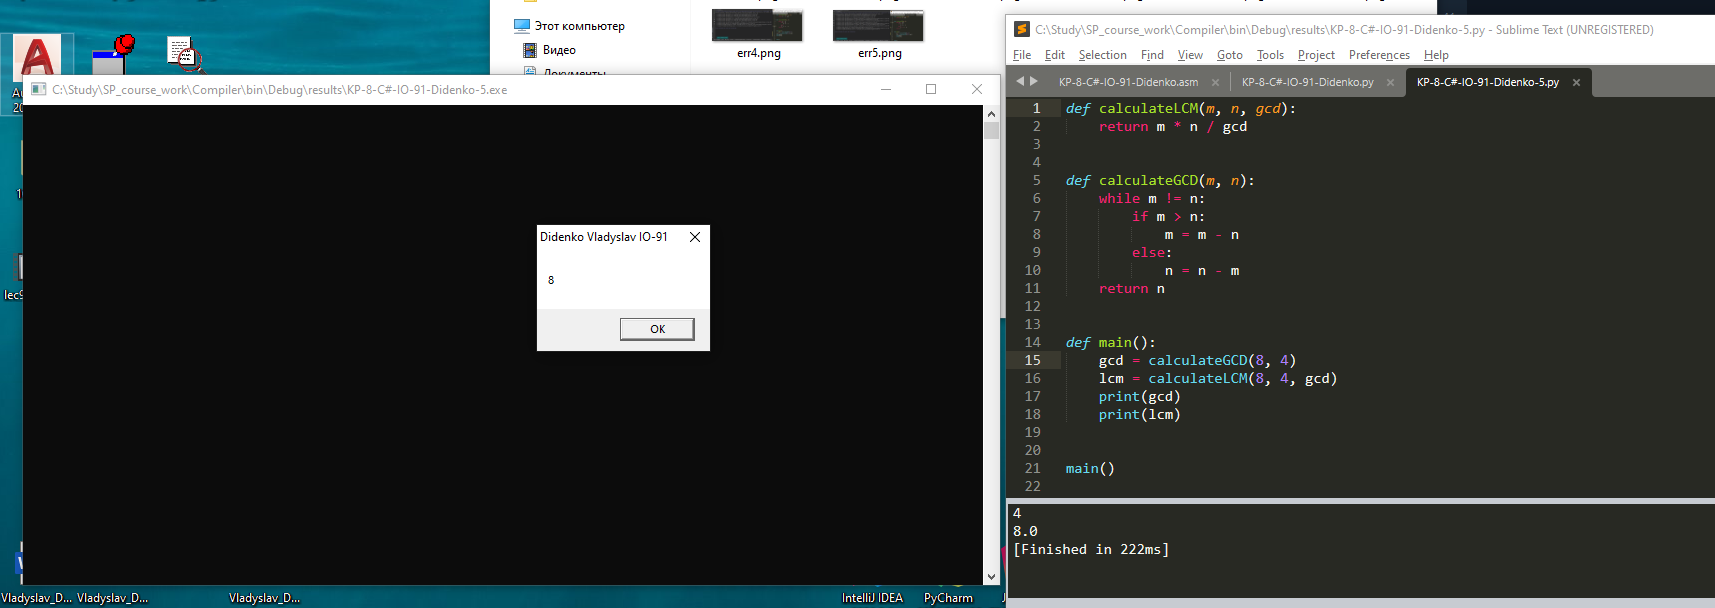 Этот компьютер
Видео
Документы
err4.png
err5.png
C:\Study\SP_course_work\Compiler\bin\Debug\results\KP-8-C#-IO-91-Didenko-5.exe
Didenko Vladyslav IO-91
8
OK
Vladyslav_D...
Vladyslav_D...
Vladyslav_D...
IntelliJ IDEA
PyCharm
C:\Study\SP_course_work\Compiler\bin\Debug\results\KP-8-C#-IO-91-Didenko-5.py - Sublime Text (UNREGISTERED)
File Edit Selection Find View Goto Tools Project Preferences Help
KP-8-C#-IO-91-Didenko.asm KP-8-C#-IO-91-Didenko.py KP-8-C#-IO-91-Didenko-5.py
1 def calculateLCM(m, n, gcd):
2 return m * n / gcd
3
4
5 def calculateGCD(m, n):
6 while m != n:
7 if m > n:
8 m = m - n
9 else:
10 n = n - m
11 return n
12
13
14 def main():
15 gcd = calculateGCD(8, 4)
16 lcm = calculateLCM(8, 4, gcd)
17 print(gcd)
18 print(lcm)
19
20
21 main()
22
4
8.0
[Finished in 222ms]